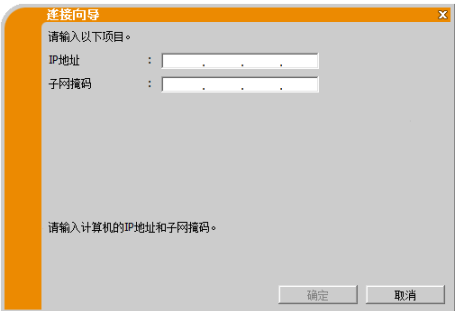 连接向导 x
请输入以下项目。
IP地址 : . . .
子网掩码 : . . .
请输入计算机的IP地址和子网掩码。
确定 取消